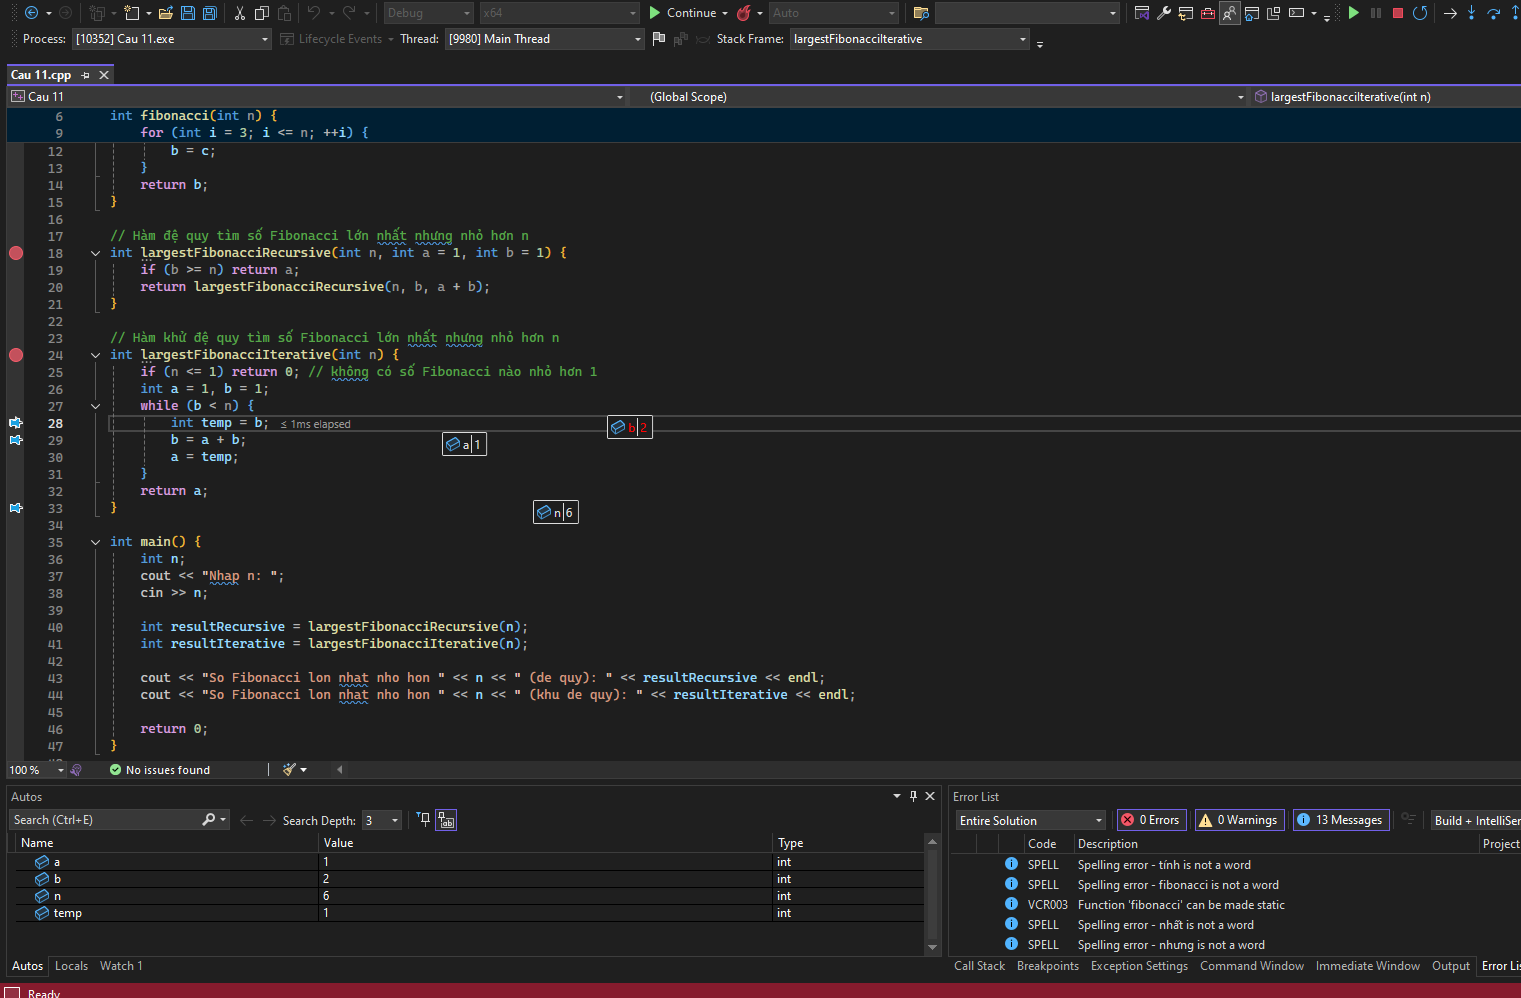 Debug
x64
Continue
Auto
Process: [10352] Cau 11.exe Lifecycle Events Thread: [9980] Main Thread Stack Frame: largestFibonacciIterative
Cau 11.cpp
Cau 11 (Global Scope) largestFibonacciIterative(int n)
6 int fibonacci(int n) {
9 for (int i = 3; i <= n; ++i) {
12 b = c;
13 }
14 return b;
15 }
16
17 // Hàm đệ quy tìm số Fibonacci lớn nhất nhưng nhỏ hơn n
18 int largestFibonacciRecursive(int n, int a = 1, int b = 1) {
19 if (b >= n) return a;
20 return largestFibonacciRecursive(n, b, a + b);
21 }
22
23 // Hàm khử đệ quy tìm số Fibonacci lớn nhất nhưng nhỏ hơn n
24 int largestFibonacciIterative(int n) {
25 if (n <= 1) return 0; // không có số Fibonacci nào nhỏ hơn 1
26 int a = 1, b = 1;
27 while (b < n) {
28 int temp = b; ≤ 1ms elapsed b 2
29 b = a + b; a 1
30 a = temp;
31 }
32 return a;
33 } n 6
34
35 int main() {
36 int n;
37 cout << "Nhap n: ";
38 cin >> n;
39
40 int resultRecursive = largestFibonacciRecursive(n);
41 int resultIterative = largestFibonacciIterative(n);
42
43 cout << "So Fibonacci lon nhat nho hon " << n << " (de quy): " << resultRecursive << endl;
44 cout << "So Fibonacci lon nhat nho hon " << n << " (khu de quy): " << resultIterative << endl;
45
46 return 0;
47 }
100 % No issues found
Autos
Search (Ctrl+E) Search Depth: 3
Name Value Type
a 1 int
b 2 int
n 6 int
temp 1 int
Autos Locals Watch 1
Error List
Entire Solution 0 Errors 0 Warnings 13 Messages Build + IntelliSen
Code Description Project
SPELL Spelling error - tính is not a word
SPELL Spelling error - fibonacci is not a word
VCR003 Function 'fibonacci' can be made static
SPELL Spelling error - nhất is not a word
SPELL Spelling error - nhưng is not a word
Call Stack Breakpoints Exception Settings Command Window Immediate Window Output Error Lis
Ready